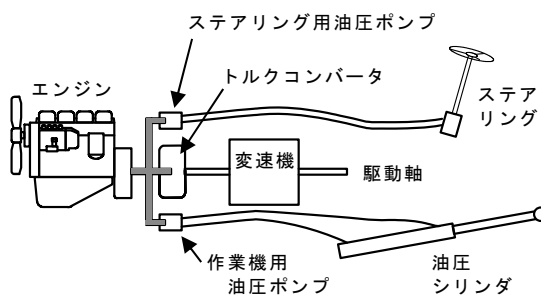 ステアリング用油圧ポンプ
トルクコンバータ
エンジン
ステア
リング
変速機
駆動軸
作業機用
油圧ポンプ
油圧
シリンダ